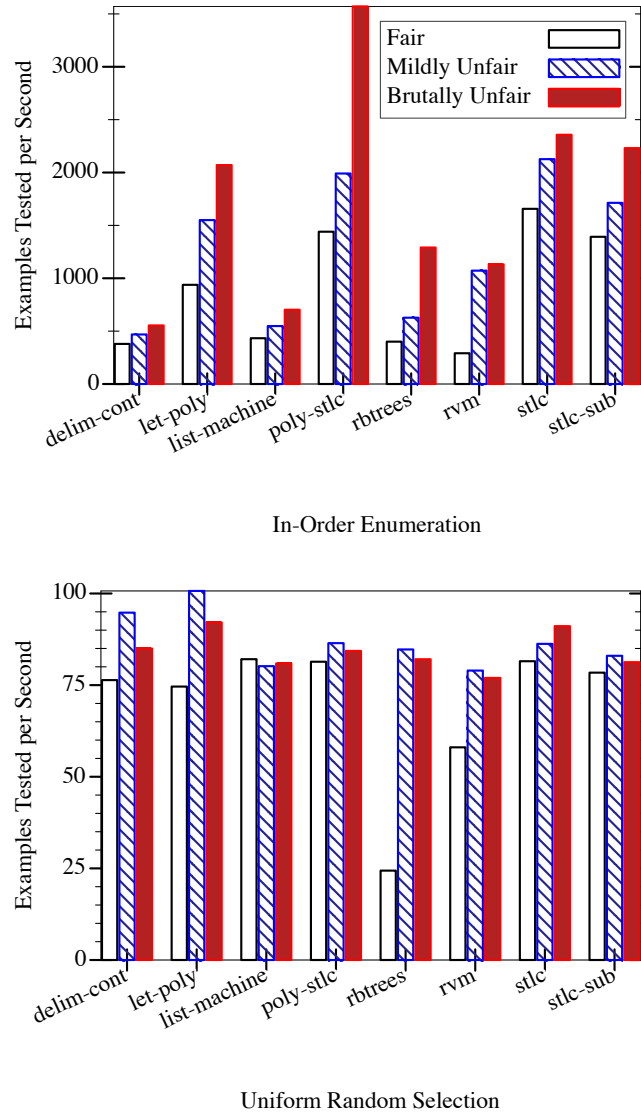 Examples Tested per Second
3000
2000
1000
0
Fair
Mildly Unfair
Brutally Unfair
delim-cont
let-poly
list-machine
poly-stlc
rbtrees
rvm
stlc
stlc-sub
In-Order Enumeration
Examples Tested per Second
100
75
50
25
0
delim-cont
let-poly
list-machine
poly-stlc
rbtrees
rvm
stlc
stlc-sub
Uniform Random Selection